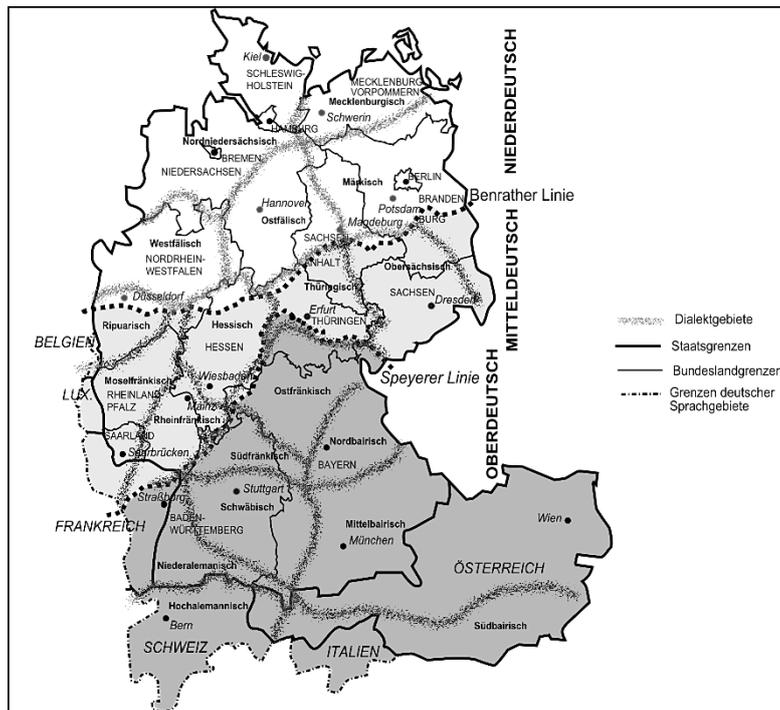 Kiel
SCHLESWIG-
HOLSTEIN
MECKLENBURG
VORPOMMERN
Mecklenburgisch
Schwerin
HAMBURG
Nordniedersächsisch
BREMEN
NIEDERSACHSEN
NIEDERDEUTSCH
Märkisch
BERLIN
Hannover
Ostfälisch
Potsdam
BRANDEN
BURG
Benrather Linie
Magdeburg
Westfälisch
NORDRHEIN-
WESTFALEN
SACHSEN
ANHALT
Obersächsisch
MITTELDEUTSCH
Düsseldorf
Thüringisch
SACHSEN
Dresden
Ripuarisch
Hessisch
Erfurt
THÜRINGEN
HESSEN
BELGIEN
Dialektgebiete
Staatsgrenzen
Bundeslandgrenzen
Grenzen deutscher
Sprachgebiete
Moselfränkisch
Wiesbaden
Speyerer Linie
LUX.
RHEINLAND
PFALZ
Mainz
Ostfränkisch
Rheinfränkisch
SAARLAND
Saarbrücken
Nordbairisch
OBERDEUTSCH
Südfränkisch
BAYERN
Straßburg
Stuttgart
Schwäbisch
FRANKREICH
BADEN-
WÜRTTEMBERG
Mittelbairisch
München
Wien
ÖSTERREICH
Niederalemanisch
Hochalemannisch
Bern
SCHWEIZ
ITALIEN
Südbairisch